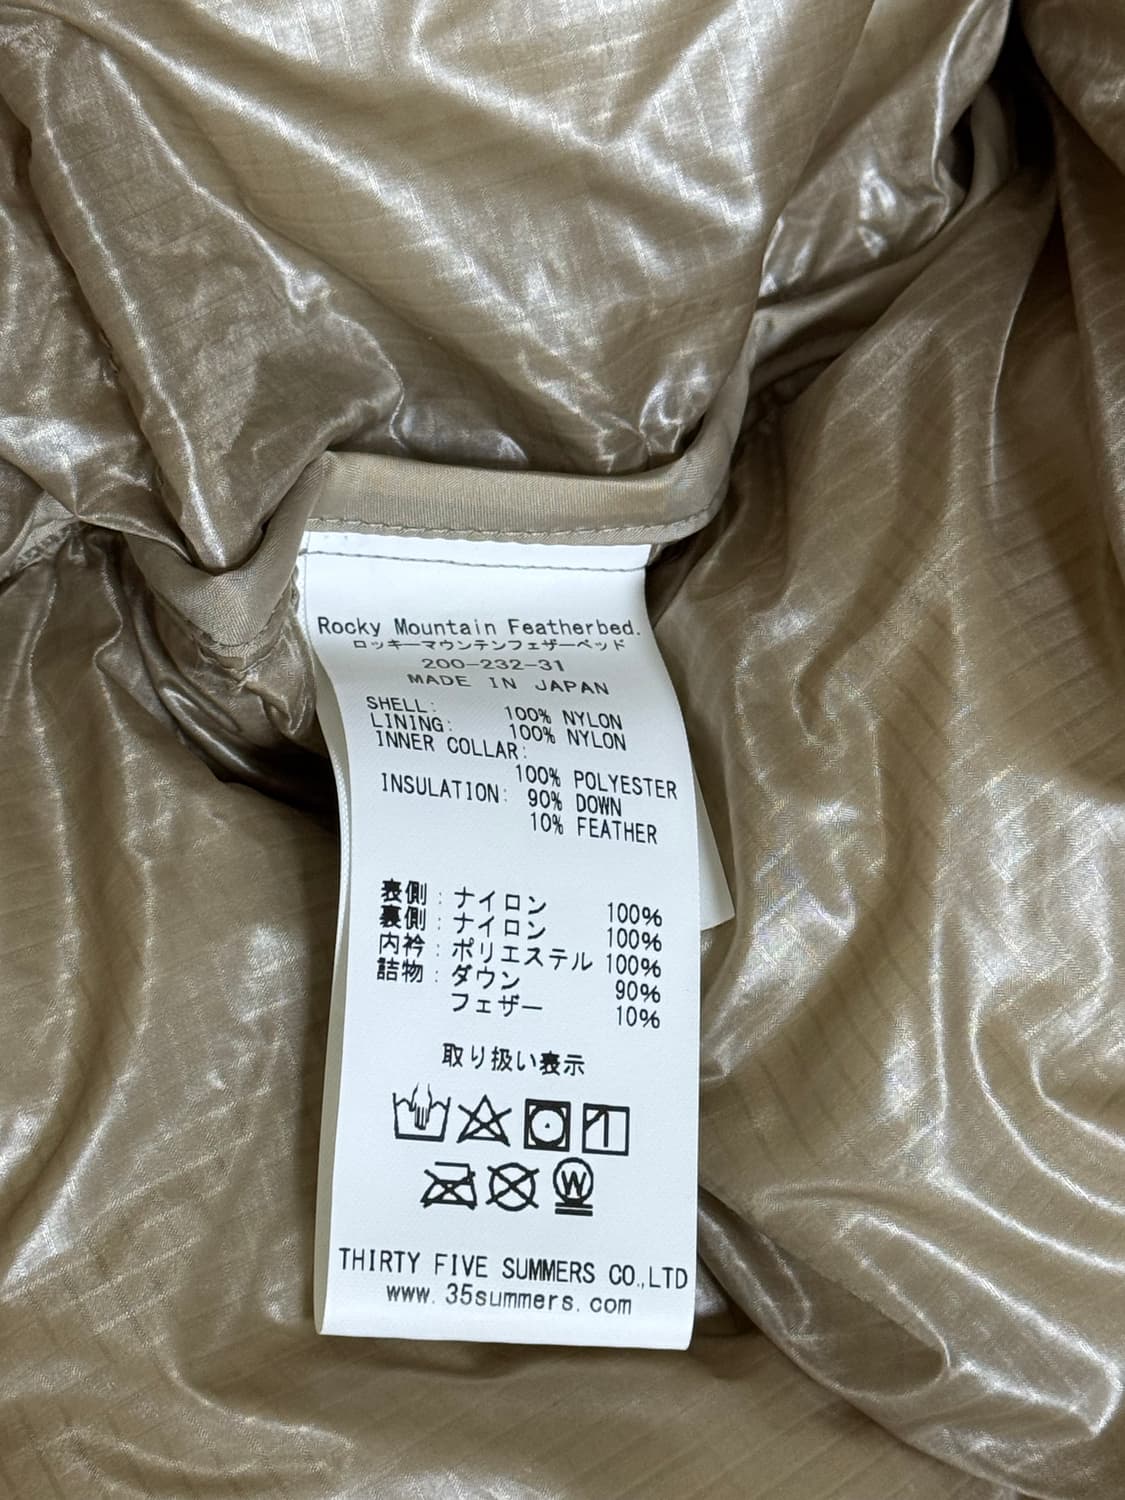 Rocky Mountain Featherbed.
ロッキーマウンテンフェザーベッド
200-232-31
MADE IN JAPAN
SHELL: 100% NYLON
LINING: 100% NYLON
INNER COLLAR:
100% POLYESTER
INSULATION: 90% DOWN
10% FEATHER
表側：ナイロン 100%
裏側：ナイロン 100%
内衿：ポリエステル 100%
詰物：ダウン 90%
フェザー 10%
取り扱い表示
W
THIRTY FIVE SUMMERS CO.,LTD
www.35summers.com